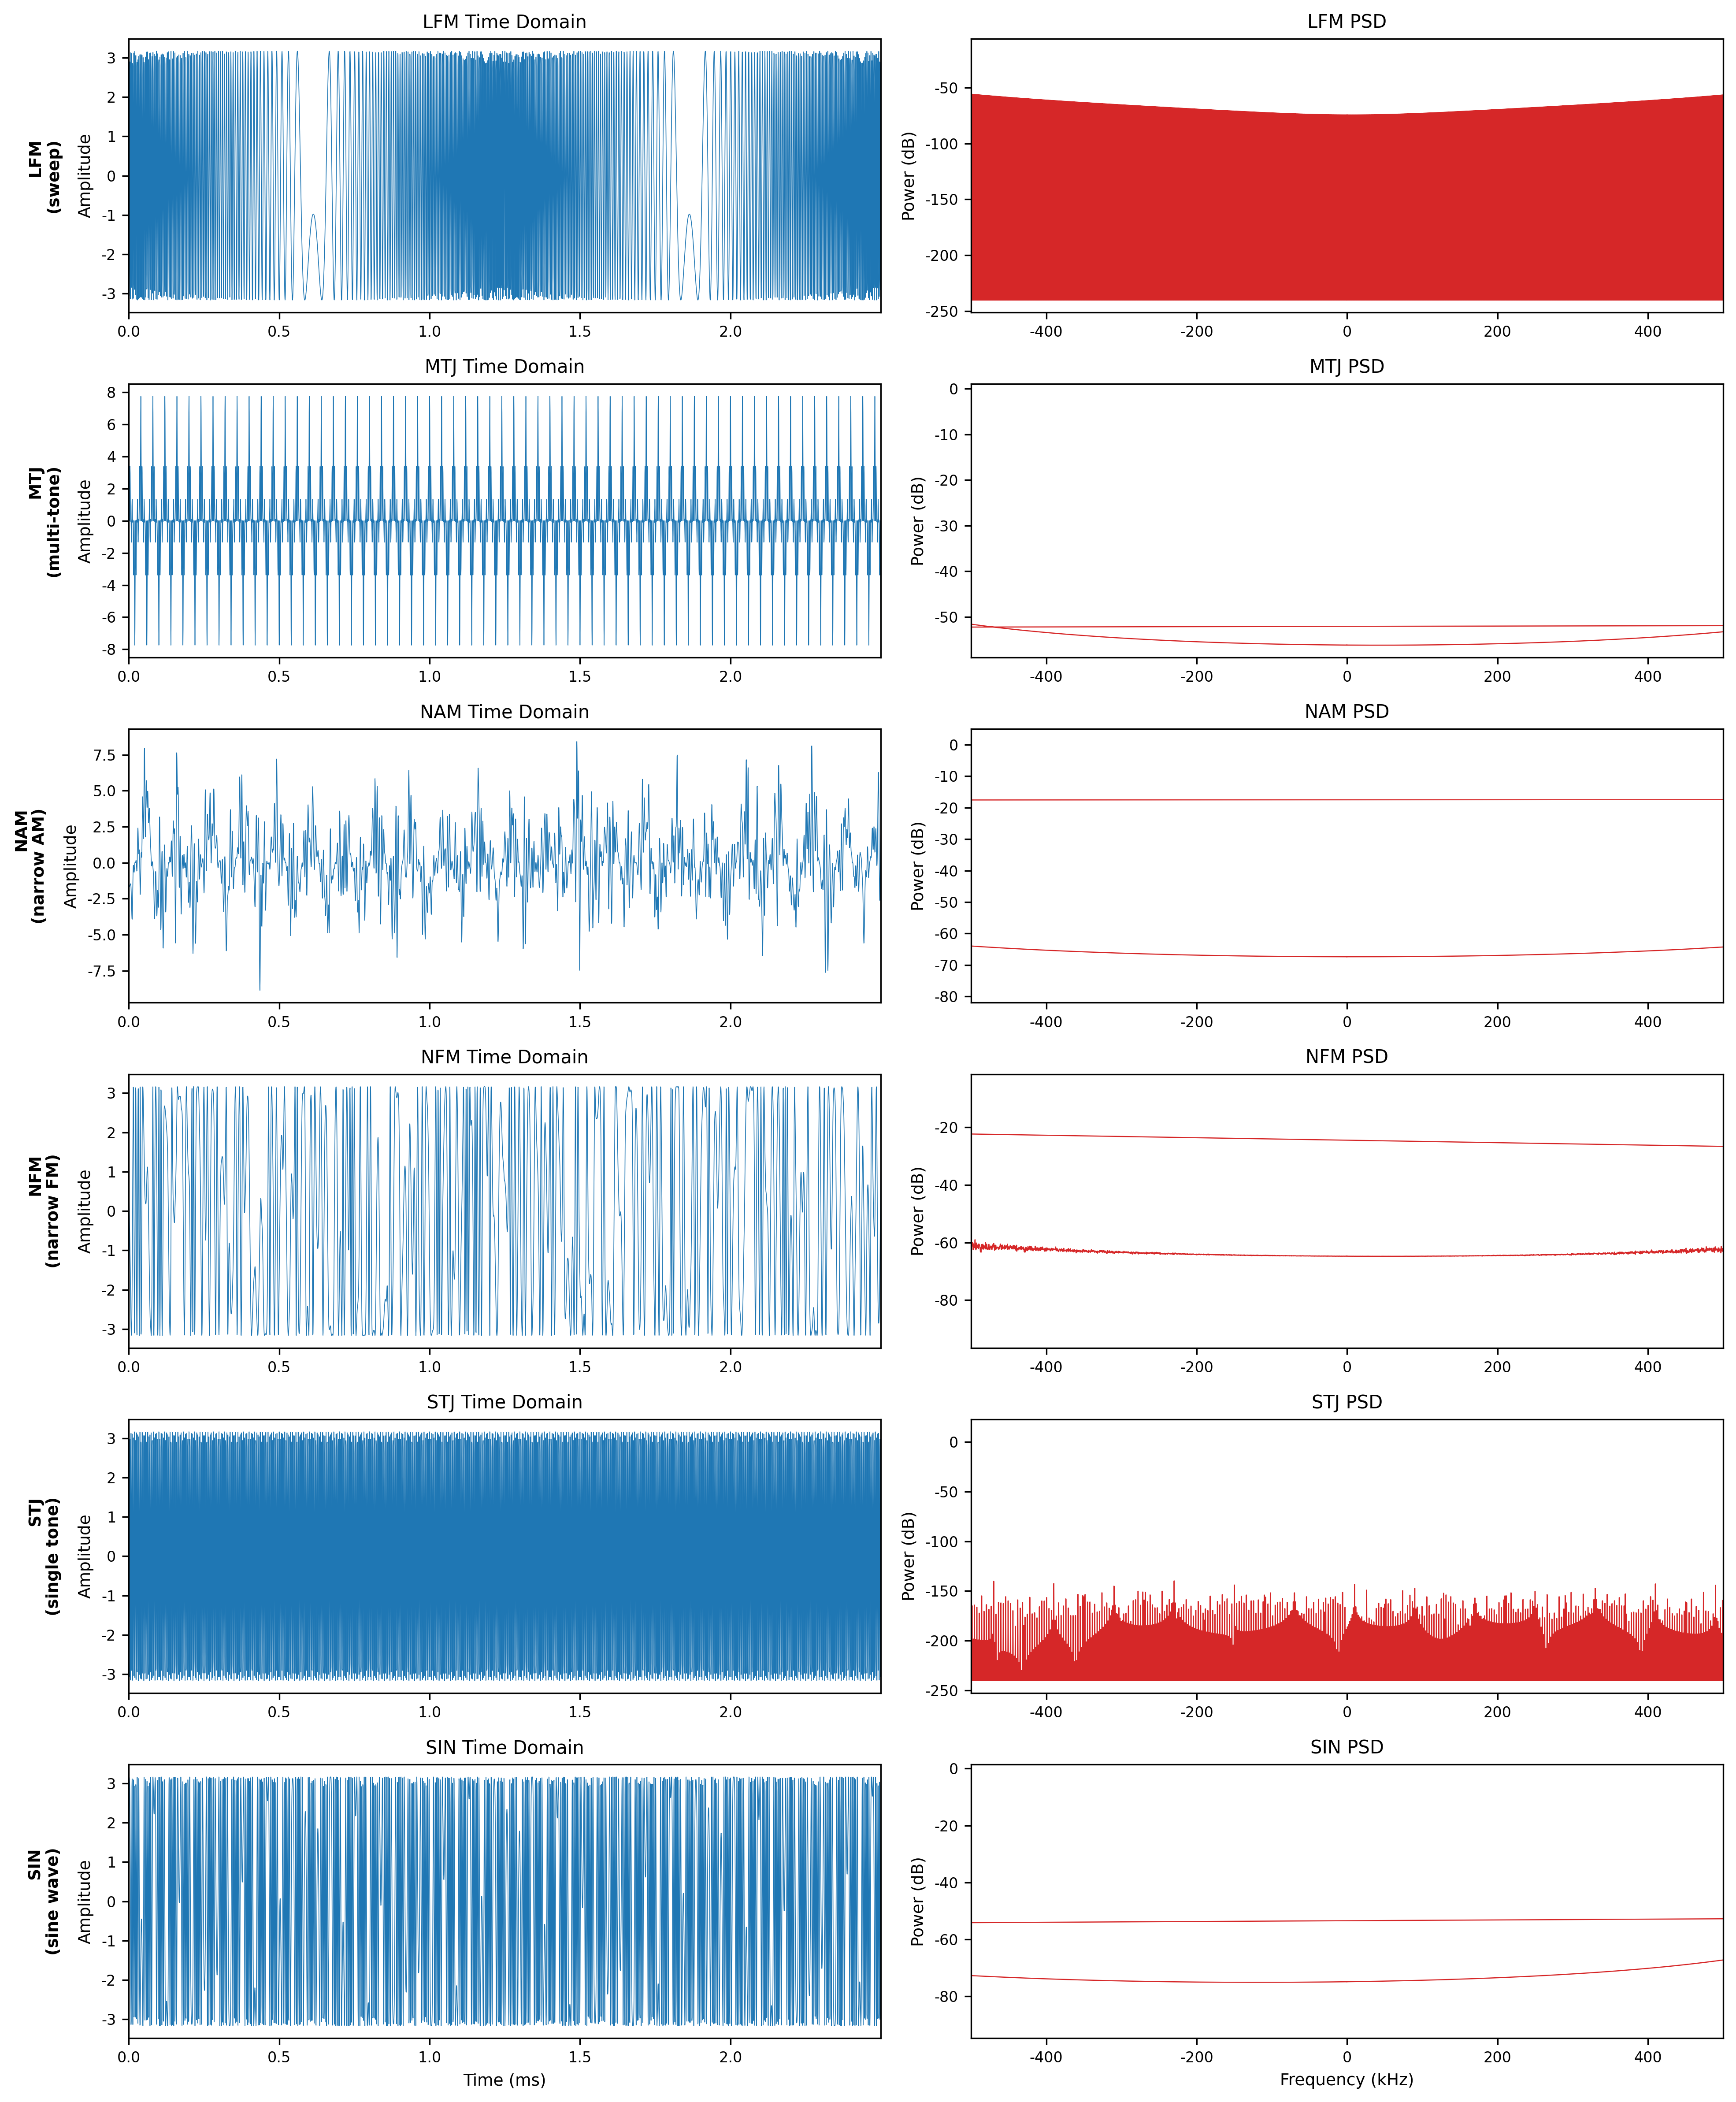 LFM Time Domain
LFM
(sweep)
Amplitude
3
2
1
0
-1
-2
-3
0.0 0.5 1.0 1.5 2.0
LFM PSD
Power (dB)
-50
-100
-150
-200
-250
-400 -200 0 200 400
MTJ Time Domain
MTJ
(multi-tone)
Amplitude
8
6
4
2
0
-2
-4
-6
-8
0.0 0.5 1.0 1.5 2.0
MTJ PSD
Power (dB)
0
-10
-20
-30
-40
-50
-400 -200 0 200 400
NAM Time Domain
NAM
(narrow AM)
Amplitude
7.5
5.0
2.5
0.0
-2.5
-5.0
-7.5
0.0 0.5 1.0 1.5 2.0
NAM PSD
Power (dB)
0
-10
-20
-30
-40
-50
-60
-70
-80
-400 -200 0 200 400
NFM Time Domain
NFM
(narrow FM)
Amplitude
3
2
1
0
-1
-2
-3
0.0 0.5 1.0 1.5 2.0
NFM PSD
Power (dB)
-20
-40
-60
-80
-400 -200 0 200 400
STJ Time Domain
STJ
(single tone)
Amplitude
3
2
1
0
-1
-2
-3
0.0 0.5 1.0 1.5 2.0
STJ PSD
Power (dB)
0
-50
-100
-150
-200
-250
-400 -200 0 200 400
SIN Time Domain
SIN
(sine wave)
Amplitude
3
2
1
0
-1
-2
-3
0.0 0.5 1.0 1.5 2.0
Time (ms)
SIN PSD
Power (dB)
0
-20
-40
-60
-80
-400 -200 0 200 400
Frequency (kHz)